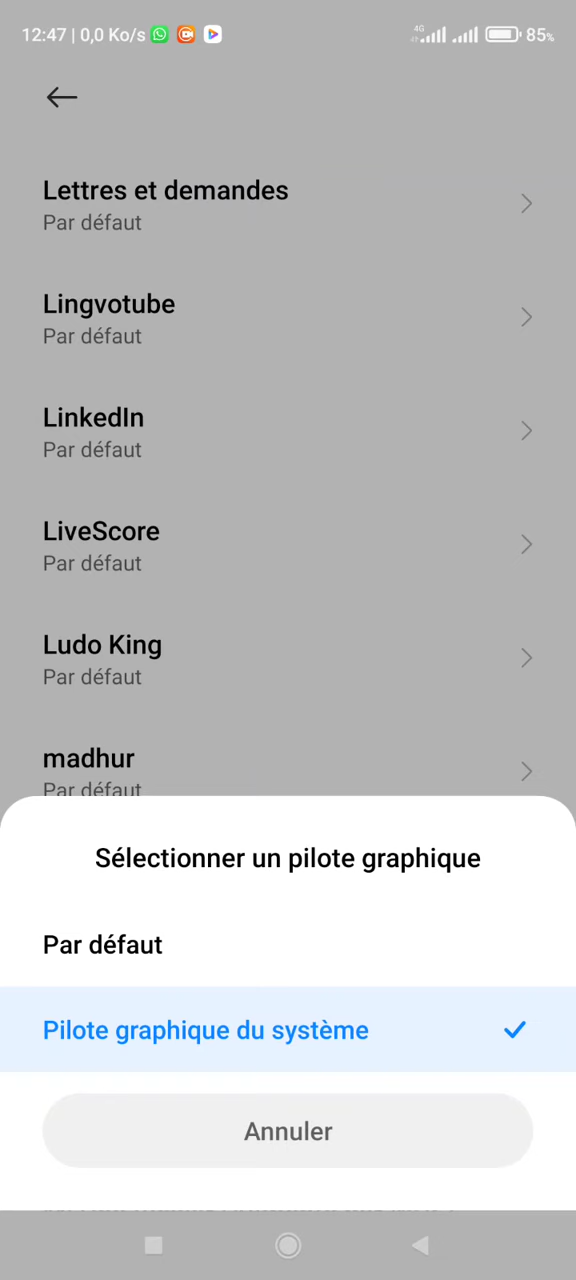 12:47 | 0,0 Ko/s 4G 85%
Lettres et demandes
Par défaut
Lingvotube
Par défaut
LinkedIn
Par défaut
LiveScore
Par défaut
Ludo King
Par défaut
madhur
Par défaut
Sélectionner un pilote graphique
Par défaut
Pilote graphique du système
Annuler